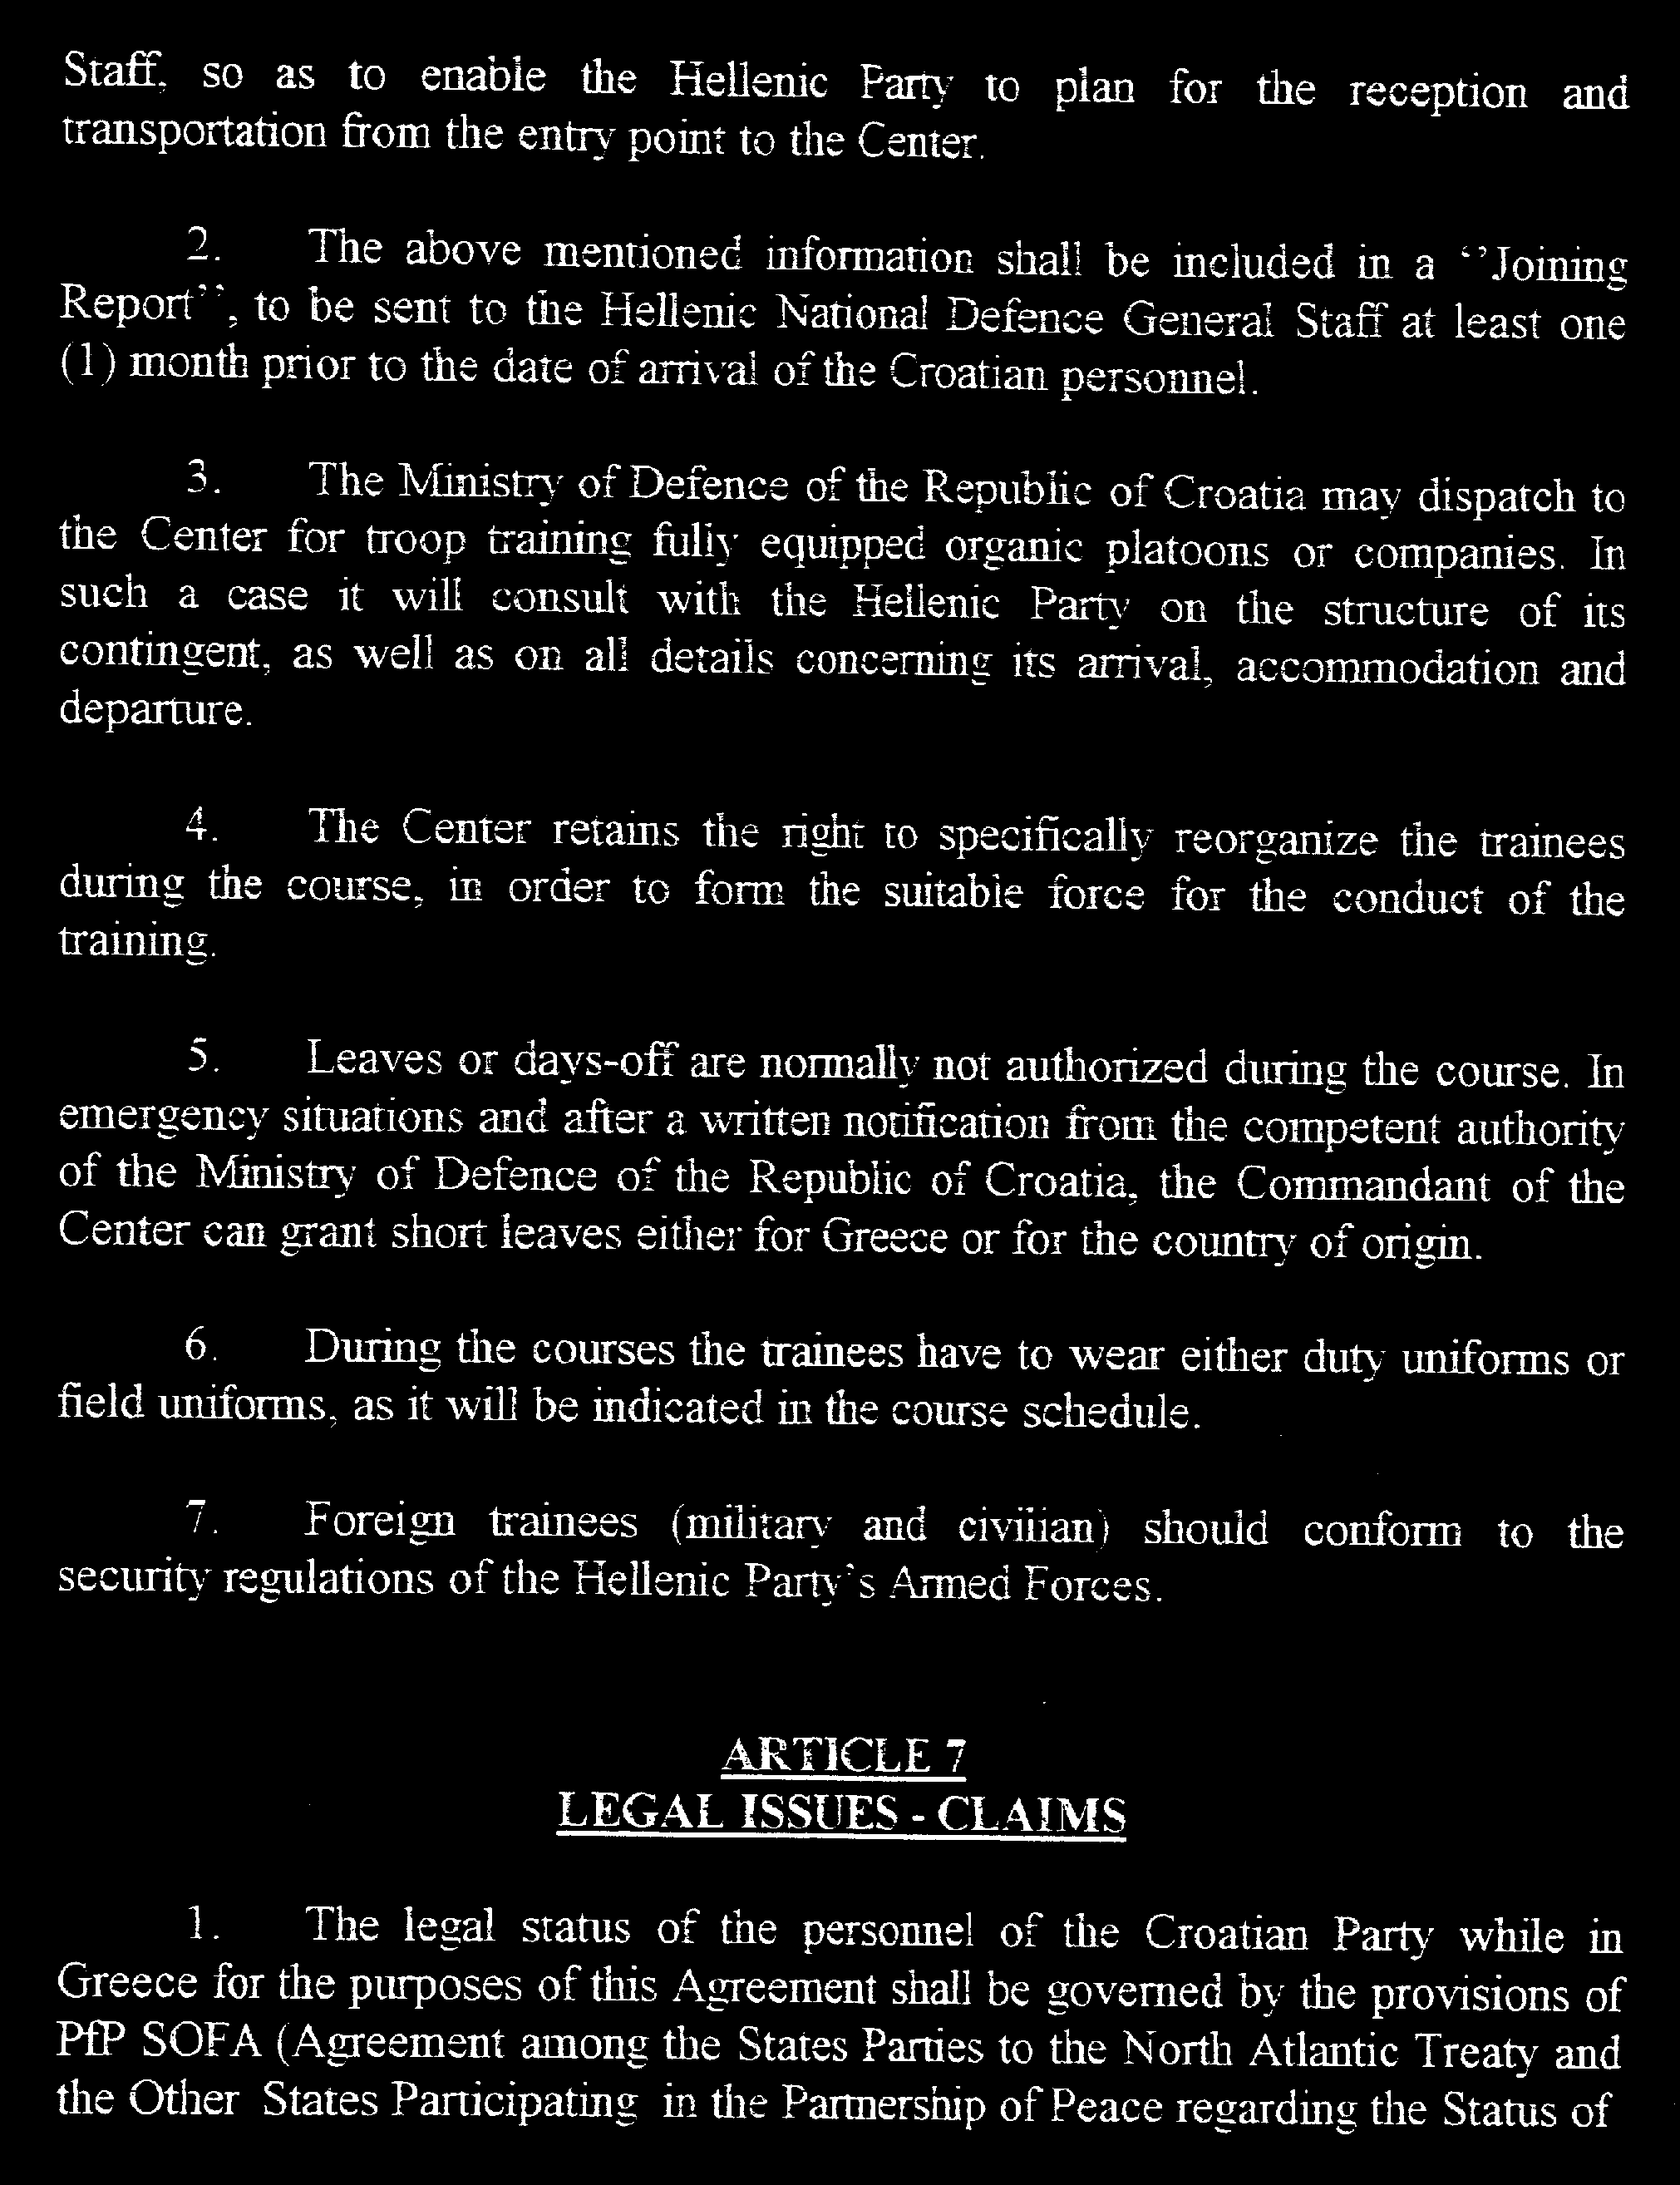 Staff, so as to enable the Hellenic Party to plan for the reception and
transportation from the entry point to the Center.
2. The above mentioned information shall be included in a ‘’Joining
Report’’, to be sent to the Hellenic National Defence General Staff at least one
(1) month prior to the date of arrival of the Croatian personnel.
3. The Ministry of Defence of the Republic of Croatia may dispatch to
the Center for troop training fully equipped organic platoons or companies. In
such a case it will consult with the Hellenic Party on the structure of its
contingent, as well as on all details concerning its arrival, accommodation and
departure.
4. The Center retains the right to specifically reorganize the trainees
during the course, in order to form the suitable force for the conduct of the
training.
5. Leaves or days-off are normally not authorized during the course. In
emergency situations and after a written notification from the competent authority
of the Ministry of Defence of the Republic of Croatia, the Commandant of the
Center can grant short leaves either for Greece or for the country of origin.
6. During the courses the trainees have to wear either duty uniforms or
field uniforms, as it will be indicated in the course schedule.
7. Foreign trainees (military and civilian) should conform to the
security regulations of the Hellenic Party's Armed Forces.
ARTICLE 7
LEGAL ISSUES - CLAIMS
1. The legal status of the personnel of the Croatian Party while in
Greece for the purposes of this Agreement shall be governed by the provisions of
PfP SOFA (Agreement among the States Parties to the North Atlantic Treaty and
the Other States Participating in the Partnership of Peace regarding the Status of